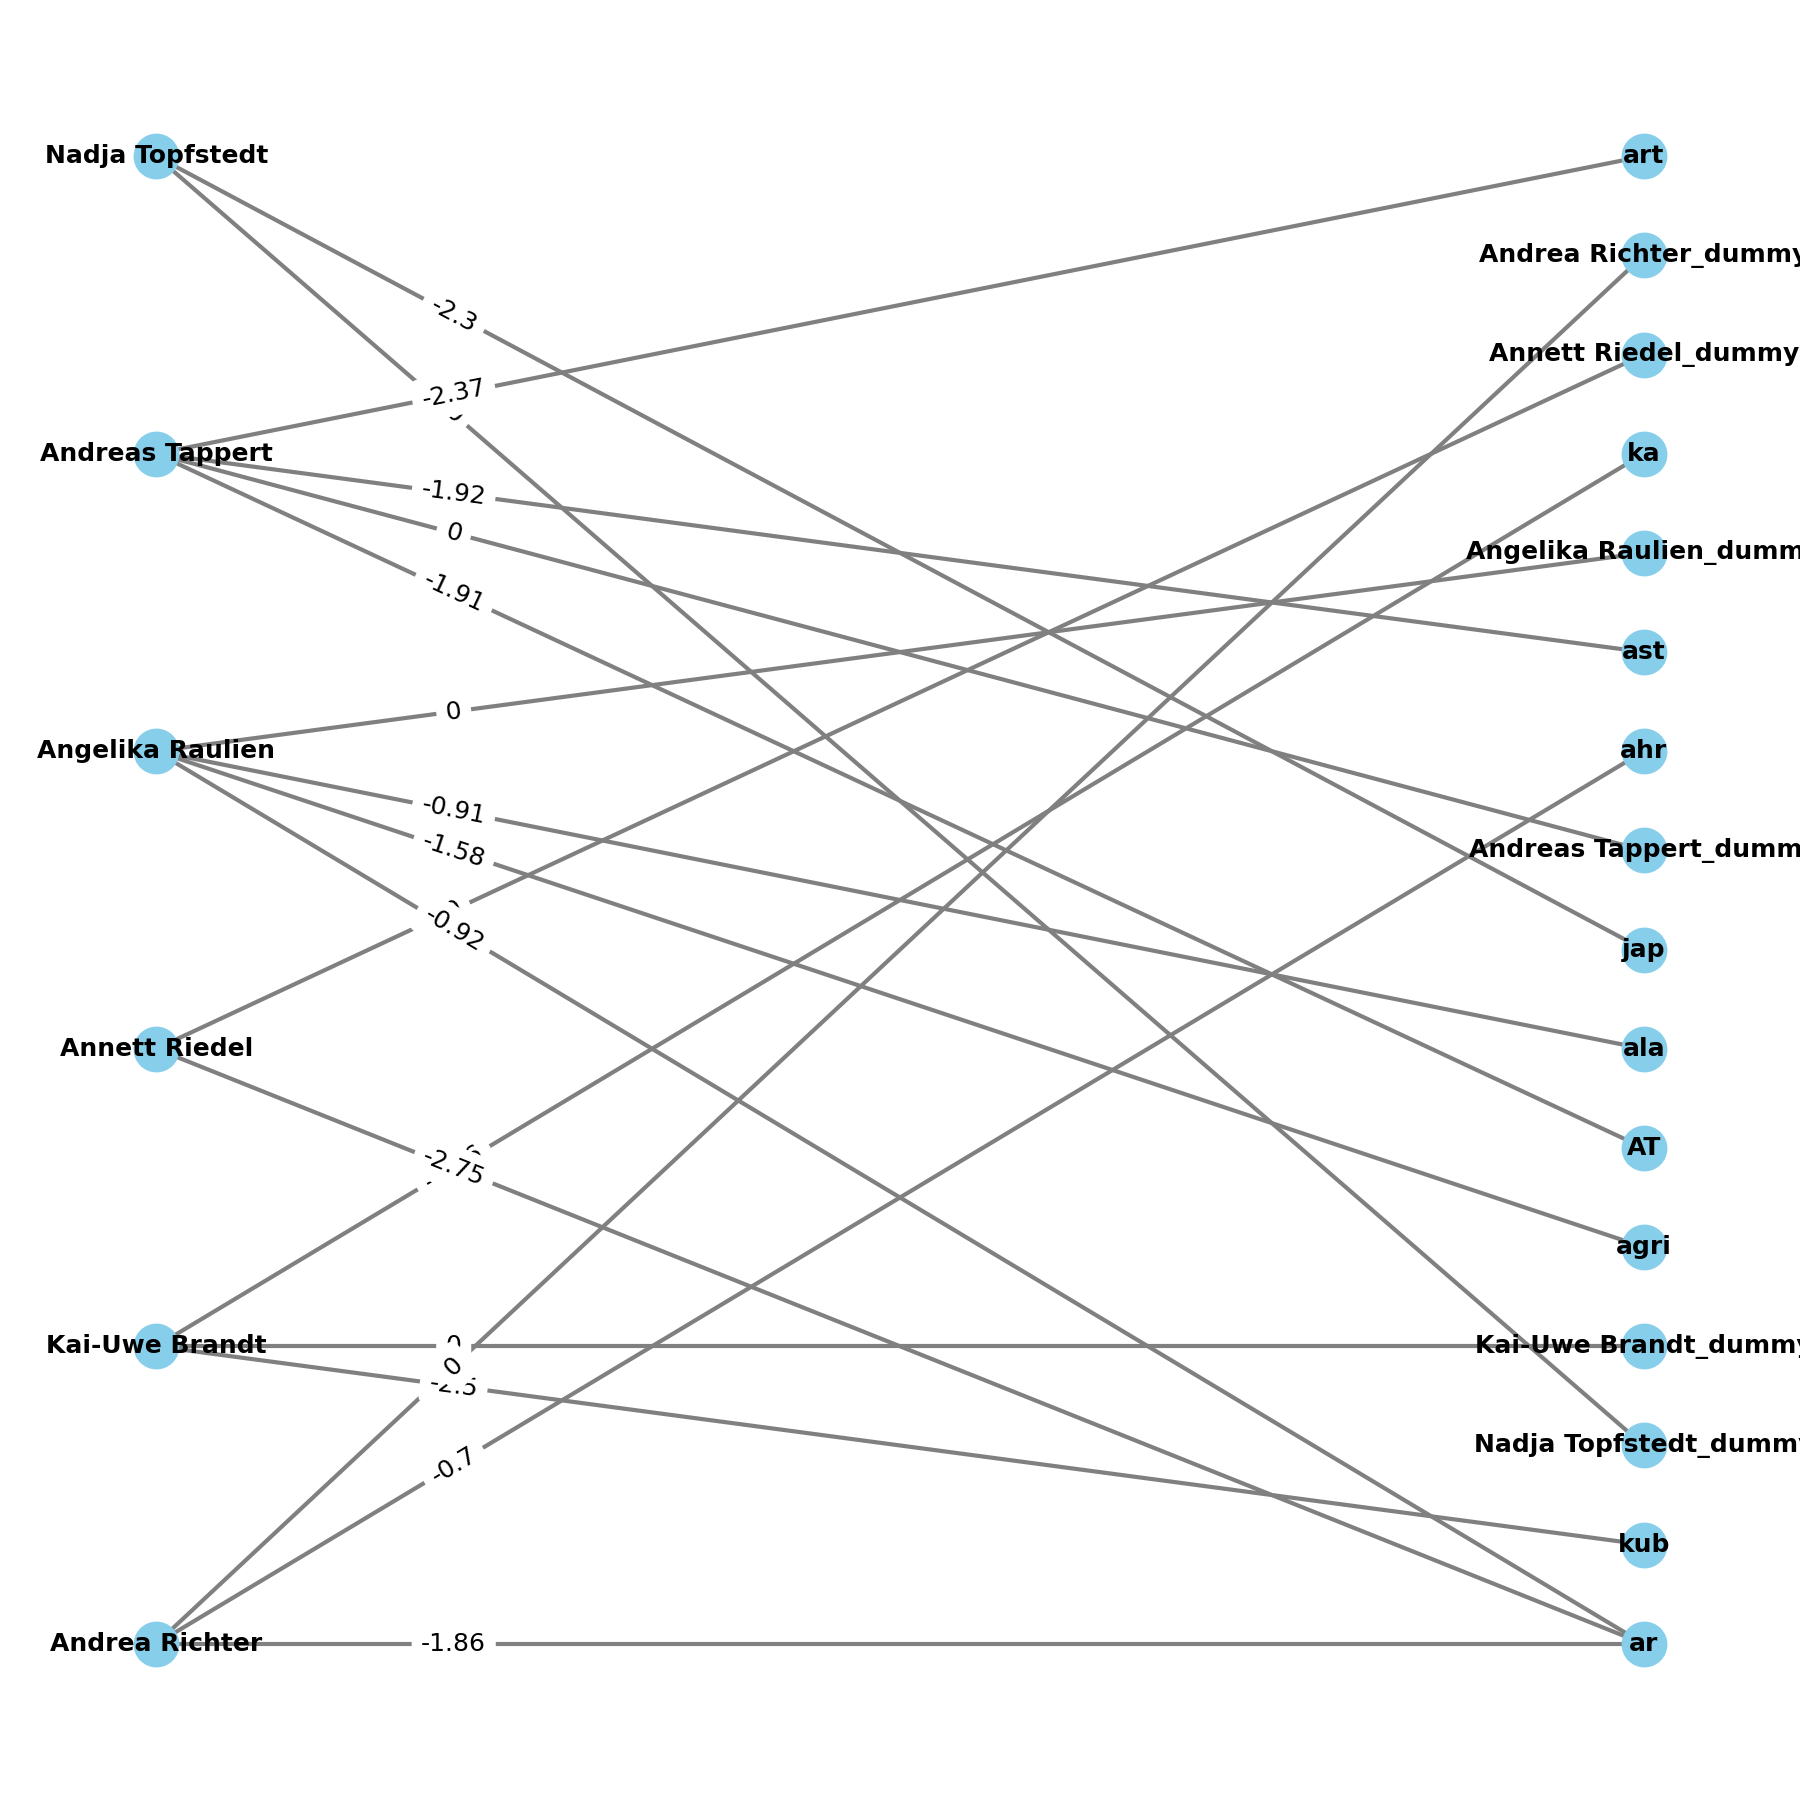 Nadja Topfstedt
Andreas Tappert
Angelika Raulien
Annett Riedel
Kai-Uwe Brandt
Andrea Richter
-2.3
-2.37
-1.92
0
-1.91
0
-0.91
-1.58
-0.92
-2.75
0
-2.5
-0.7
-1.86
art
Andrea Richter_dummy
Annett Riedel_dummy
ka
Angelika Raulien_dumm
ast
ahr
Andreas Tappert_dumm
jap
ala
AT
agri
Kai-Uwe Brandt_dummy
Nadja Topfstedt_dummy
kub
ar